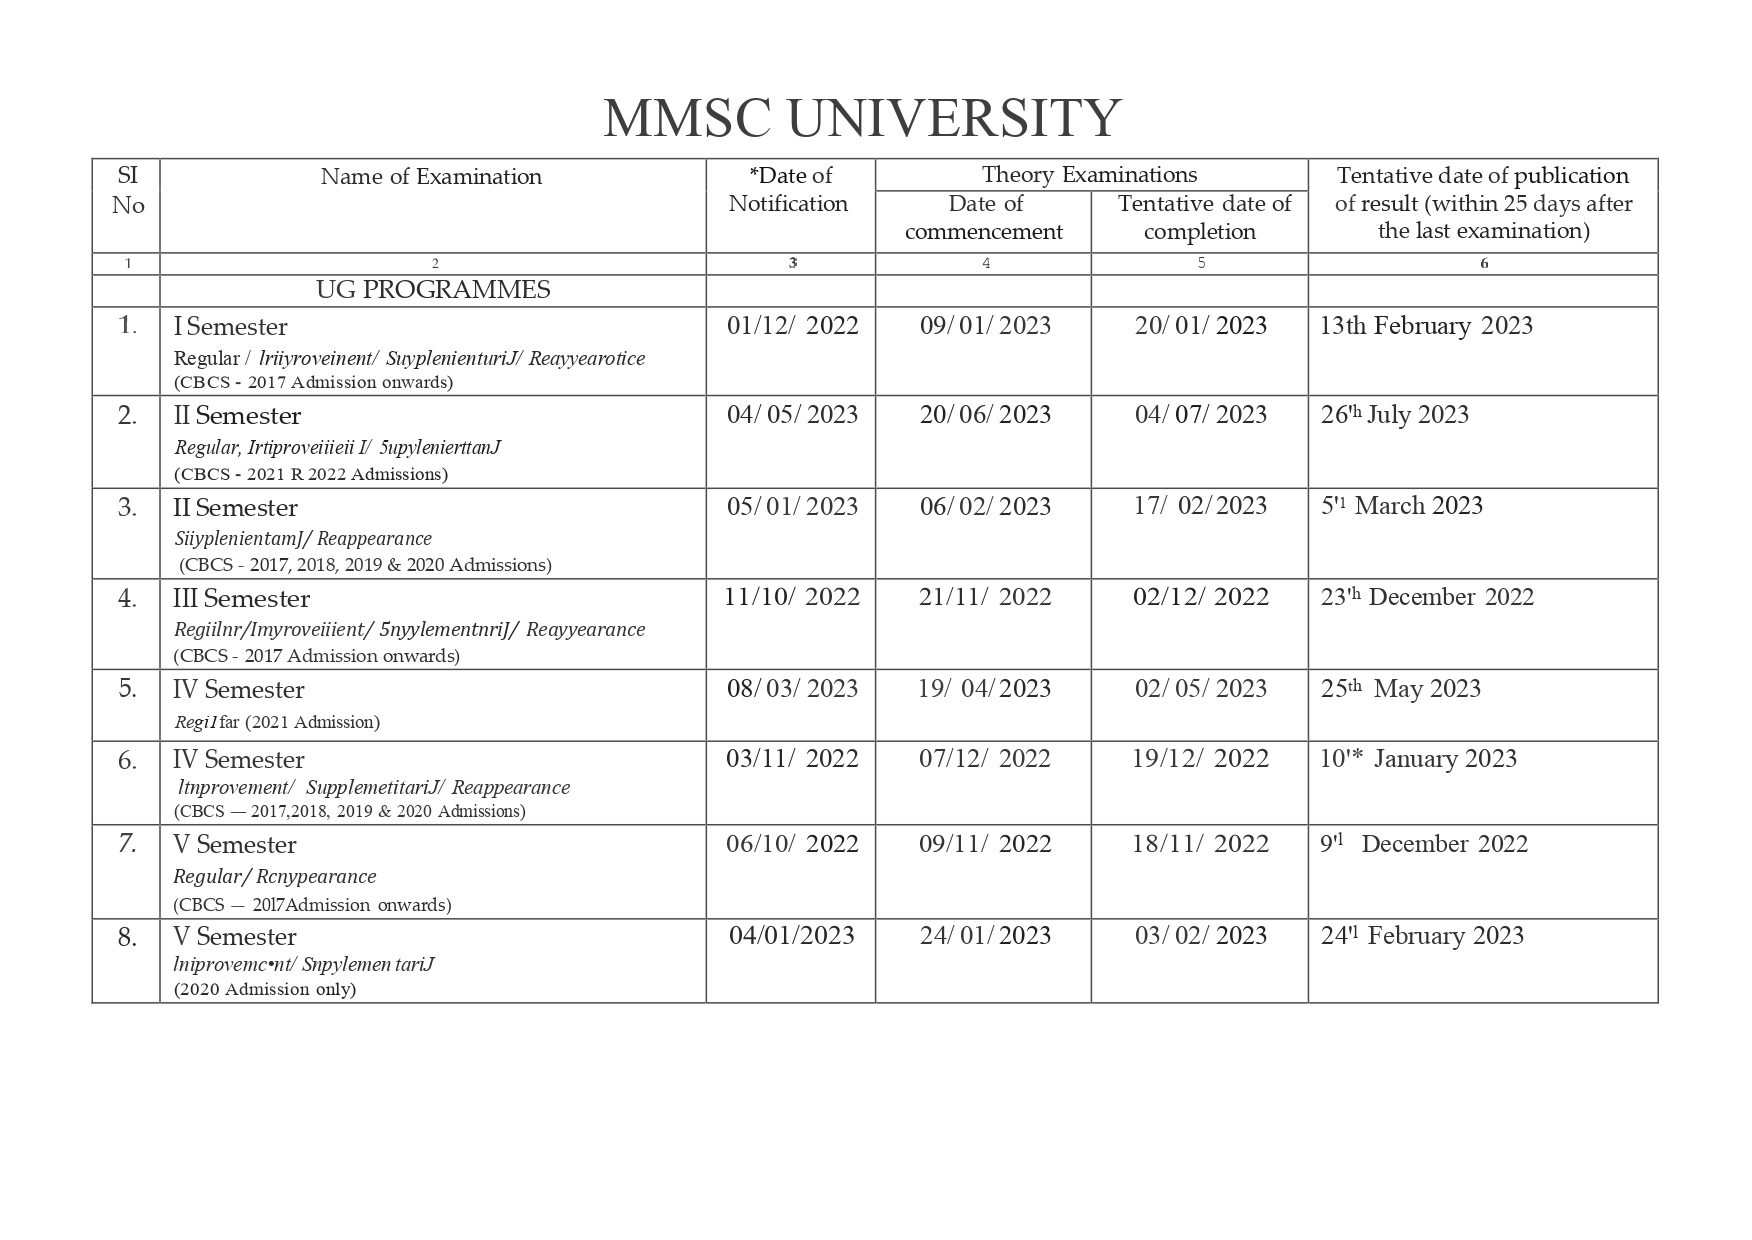 MMSC UNIVERSITY
SI No
Name of Examination
*Date of Notification
Theory Examinations
Date of commencement
Tentative date of completion
Tentative date of publication of result (within 25 days after the last examination)
1 2 3 4 5 6
UG PROGRAMMES
1. I Semester 01/12/ 2022 09/ 01/ 2023 20/ 01/ 2023 13th February 2023
Regular / lriiyroveinent/ SuyplenienturiJ/ Reayyearotice
(CBCS - 2017 Admission onwards)
2. II Semester 04/ 05/ 2023 20/ 06/ 2023 04/ 07/ 2023 26'h July 2023
Regular, Irtiproveiiieii I/ 5upylenierttanJ
(CBCS - 2021 R 2022 Admissions)
3. II Semester 05/ 01/ 2023 06/ 02/ 2023 17/ 02/ 2023 5'1 March 2023
SiiyplenientamJ/ Reappearance
(CBCS - 2017, 2018, 2019 & 2020 Admissions)
4. III Semester 11/10/ 2022 21/11/ 2022 02/12/ 2022 23'h December 2022
Regiilnr/Imyroveiiient/ 5nyylementnriJ/ Reayyearance
(CBCS - 2017 Admission onwards)
5. IV Semester 08/ 03/ 2023 19/ 04/ 2023 02/ 05/ 2023 25th May 2023
Regi1far (2021 Admission)
6. IV Semester 03/11/ 2022 07/12/ 2022 19/12/ 2022 10'* January 2023
ltnprovement/ SupplemetitariJ/ Reappearance
(CBCS — 2017,2018, 2019 & 2020 Admissions)
7. V Semester 06/10/ 2022 09/11/ 2022 18/11/ 2022 9'l December 2022
Regular/ Rcnypearance
(CBCS — 20l7Admission onwards)
8. V Semester 04/01/2023 24/ 01/ 2023 03/ 02/ 2023 24'l February 2023
lniprovemc•nt/ Snpylemen tariJ
(2020 Admission only)